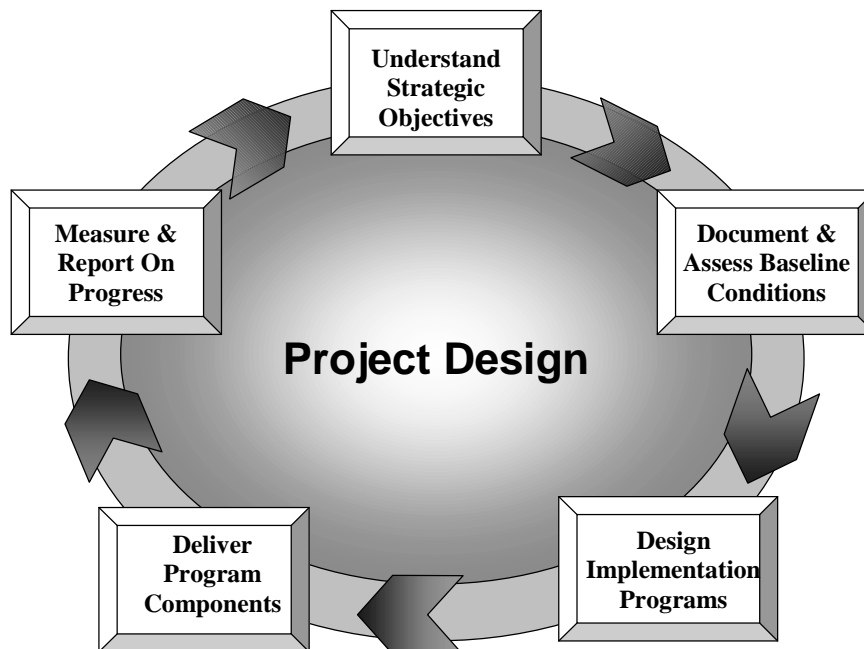 Understand
Strategic
Objectives
Measure &
Report On
Progress
Document &
Assess Baseline
Conditions
Project Design
Deliver
Program
Components
Design
Implementation
Programs